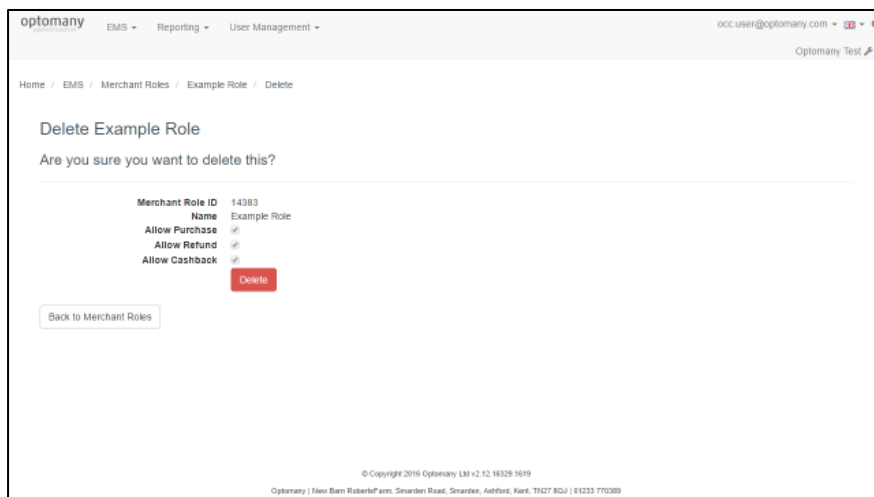 optomany
EMS Reporting User Management
occ.user@optomany.com
Optomany Test
Home / EMS / Merchant Roles / Example Role / Delete
Delete Example Role
Are you sure you want to delete this?
Merchant Role ID 14383
Name Example Role
Allow Purchase
Allow Refund
Allow Cashback
Delete
Back to Merchant Roles
© Copyright 2016 Optomany Ltd v2.12.16329.1619
Optomany | New Barn RobertsFarm, Smarden Road, Smarden, Ashford, Kent, TN27 8QJ | 01233 770389